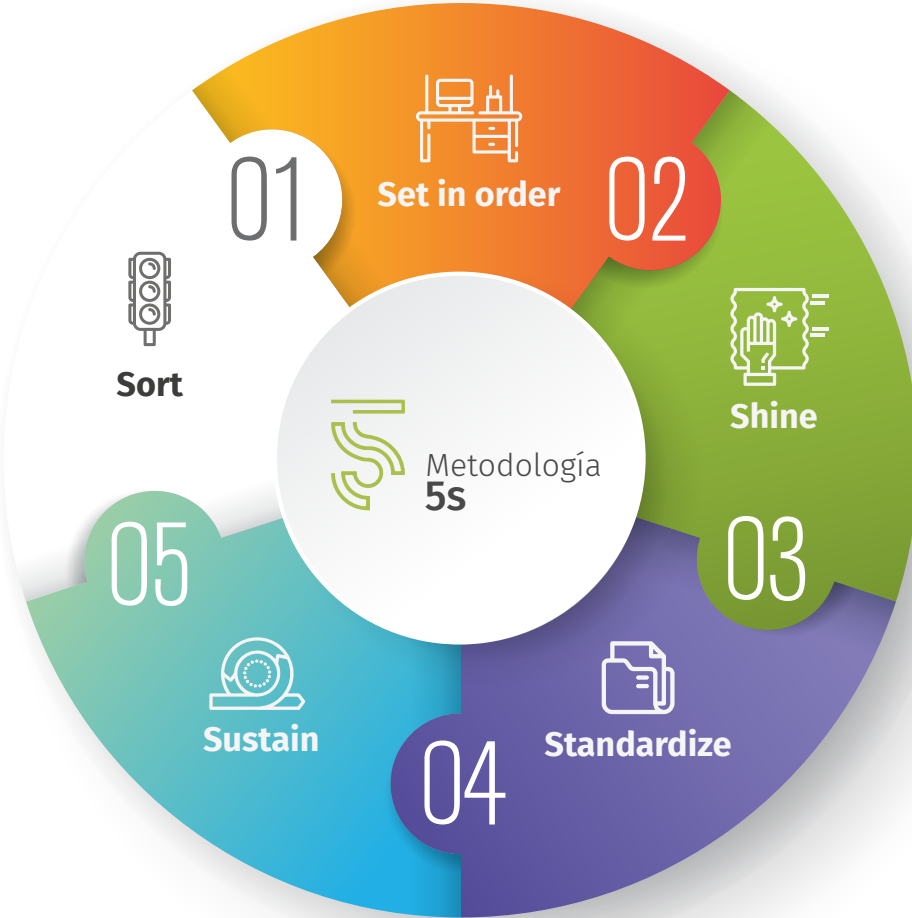 01
Sort
02
Set in order
03
Shine
04
Standardize
05
Sustain
Metodología
5s